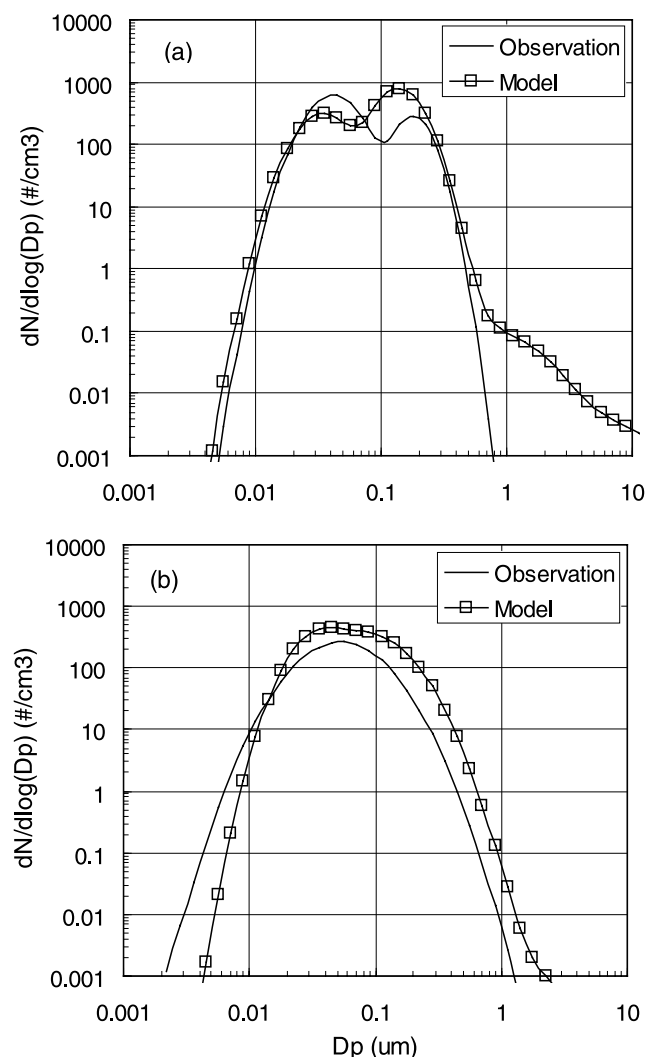 (a)
Observation
Model
dN/dlog(Dp) (#/cm3)
10000
1000
100
10
1
0.1
0.01
0.001
0.001 0.01 0.1 1 10
(b)
Observation
Model
dN/dlog(Dp) (#/cm3)
10000
1000
100
10
1
0.1
0.01
0.001
0.001 0.01 0.1 1 10
Dp (um)